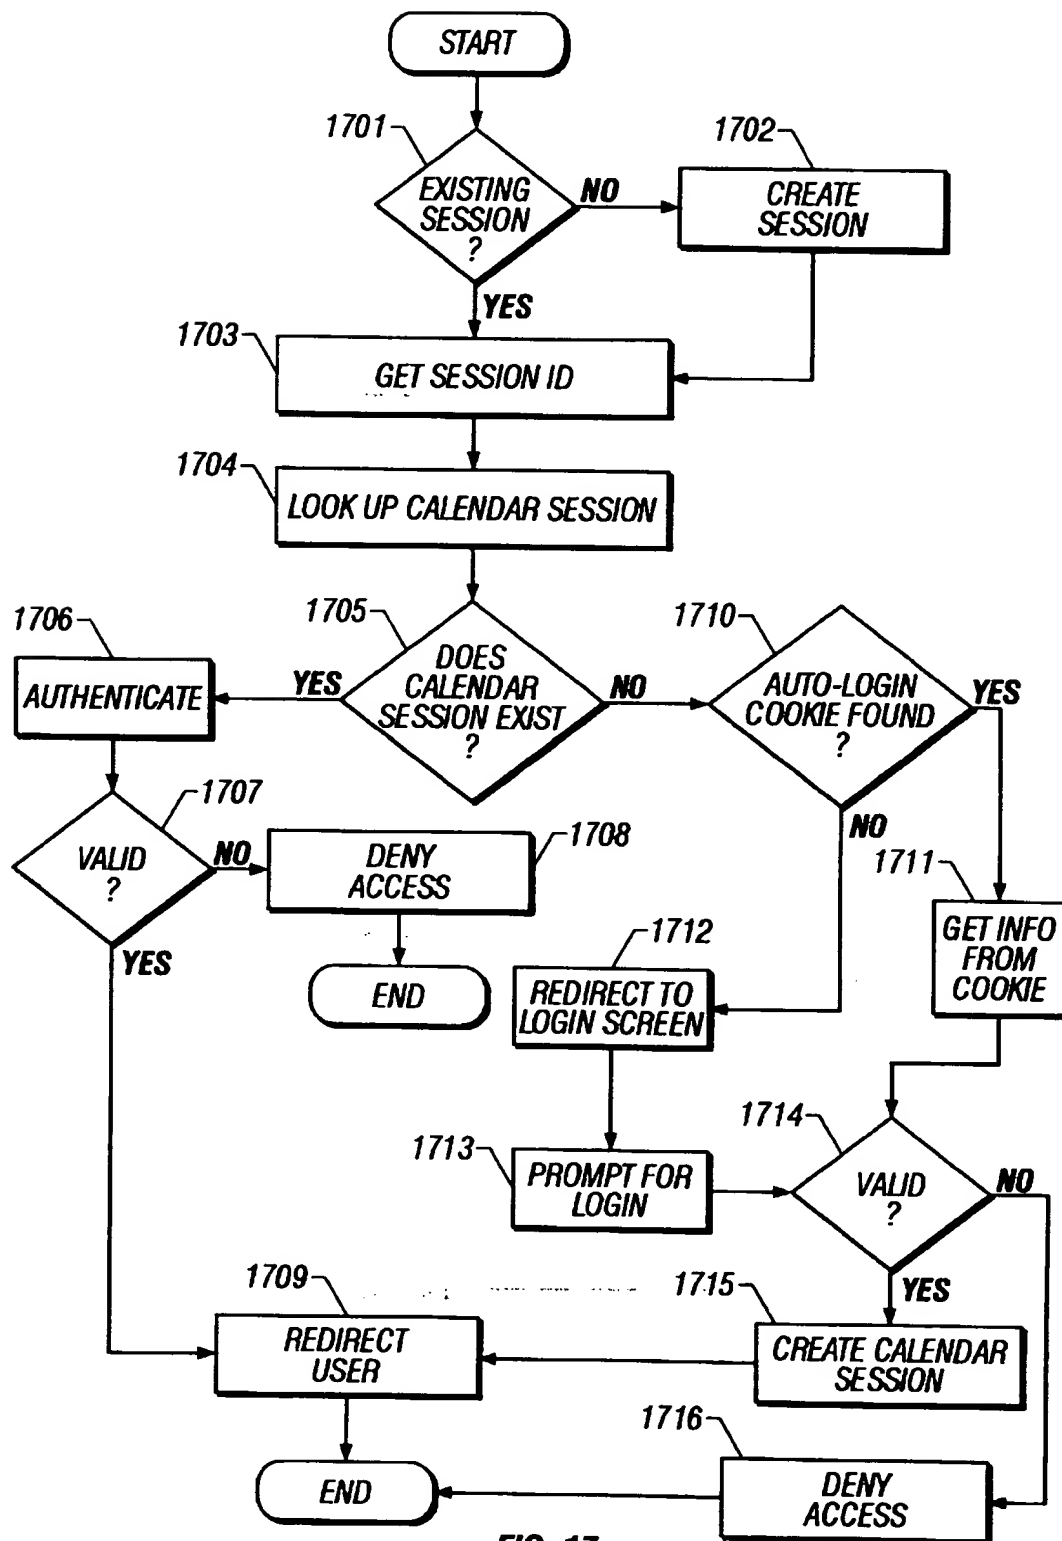 START
1701
1702
EXISTING
SESSION
?
NO
CREATE
SESSION
YES
1703
GET SESSION ID
1704
LOOK UP CALENDAR SESSION
1706
1705
1710
AUTHENTICATE
YES
DOES
CALENDAR
SESSION EXIST
?
NO
AUTO-LOGIN
COOKIE FOUND
?
YES
1707
VALID
?
NO
DENY
ACCESS
1708
NO
1711
YES
END
1712
REDIRECT TO
LOGIN SCREEN
GET INFO
FROM
COOKIE
1713
PROMPT FOR
LOGIN
1714
VALID
?
NO
YES
1709
REDIRECT
USER
1715
CREATE CALENDAR
SESSION
1716
END
DENY
ACCESS
FIG. 17